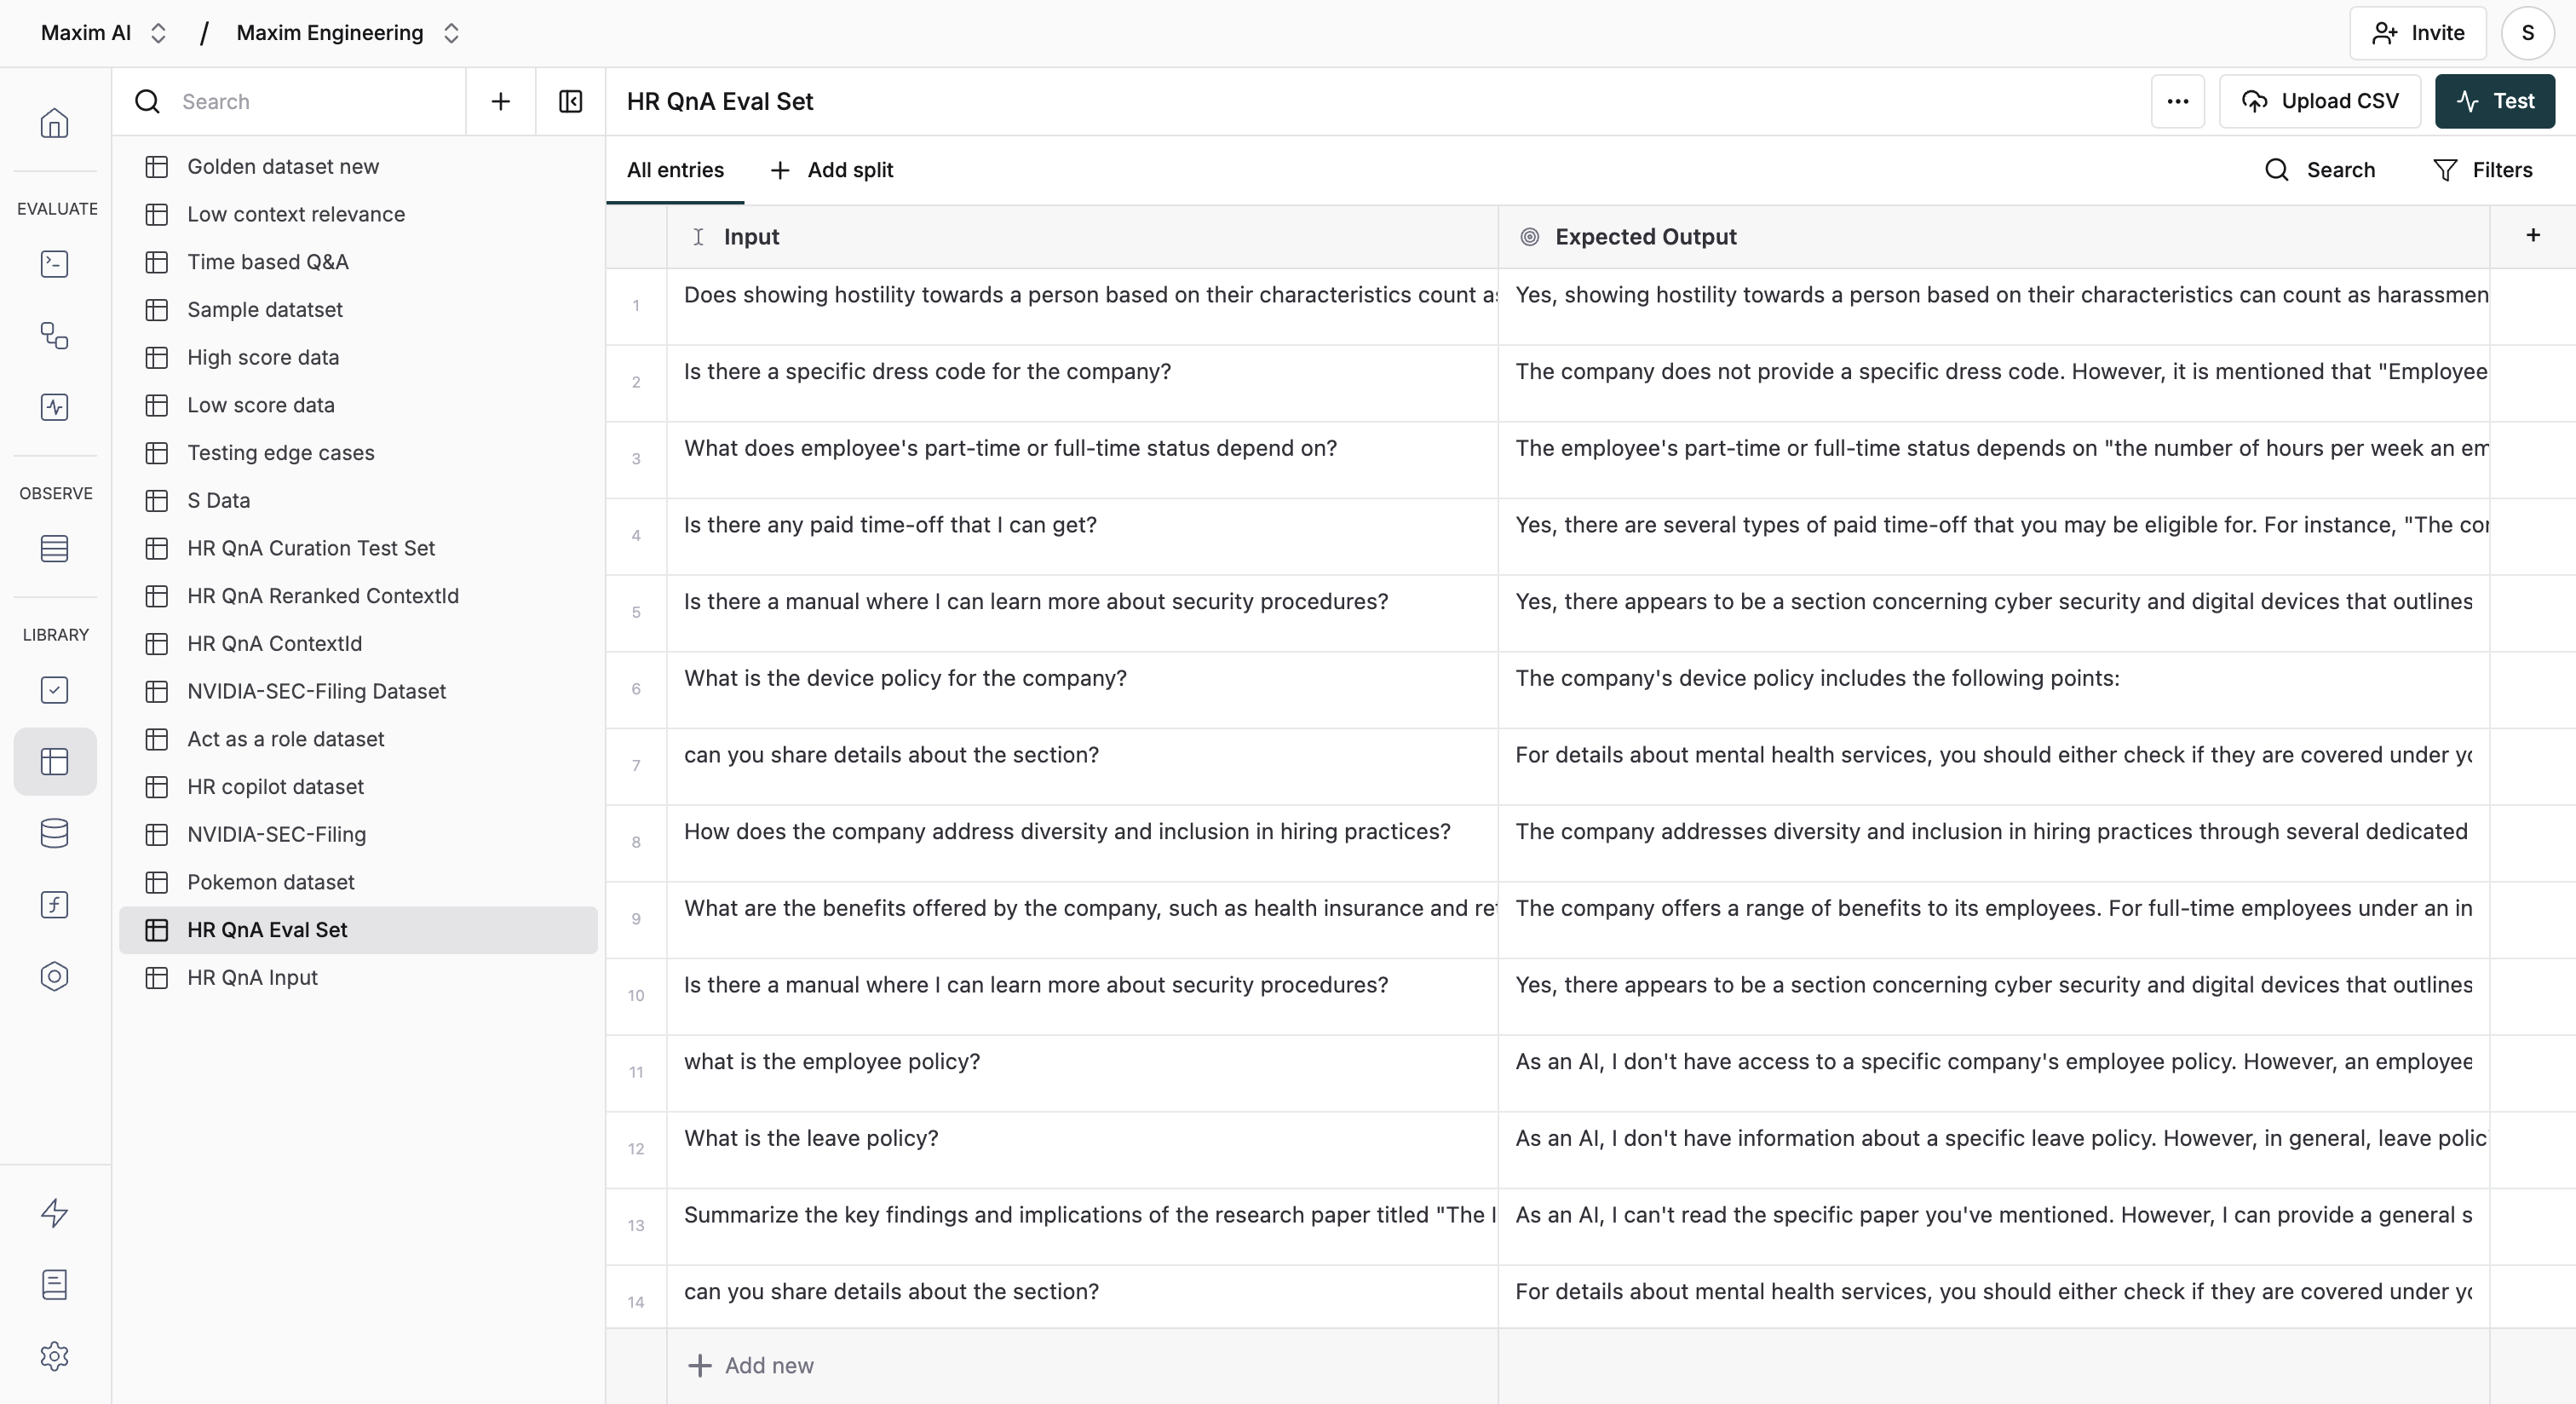 Maxim AI / Maxim Engineering
Invite
S
Search
HR QnA Eval Set
Upload CSV
Test
EVALUATE
OBSERVE
LIBRARY
Golden dataset new
Low context relevance
Time based Q&A
Sample datatset
High score data
Low score data
Testing edge cases
S Data
HR QnA Curation Test Set
HR QnA Reranked ContextId
HR QnA ContextId
NVIDIA-SEC-Filing Dataset
Act as a role dataset
HR copilot dataset
NVIDIA-SEC-Filing
Pokemon dataset
HR QnA Eval Set
HR QnA Input
All entries
Add split
Search
Filters
Input
Expected Output
1 Does showing hostility towards a person based on their characteristics count as Yes, showing hostility towards a person based on their characteristics can count as harassmen
2 Is there a specific dress code for the company? The company does not provide a specific dress code. However, it is mentioned that "Employee
3 What does employee's part-time or full-time status depend on? The employee's part-time or full-time status depends on "the number of hours per week an em
4 Is there any paid time-off that I can get? Yes, there are several types of paid time-off that you may be eligible for. For instance, "The cor
5 Is there a manual where I can learn more about security procedures? Yes, there appears to be a section concerning cyber security and digital devices that outlines
6 What is the device policy for the company? The company's device policy includes the following points:
7 can you share details about the section? For details about mental health services, you should either check if they are covered under yo
8 How does the company address diversity and inclusion in hiring practices? The company addresses diversity and inclusion in hiring practices through several dedicated
9 What are the benefits offered by the company, such as health insurance and ret The company offers a range of benefits to its employees. For full-time employees under an in
10 Is there a manual where I can learn more about security procedures? Yes, there appears to be a section concerning cyber security and digital devices that outlines
11 what is the employee policy? As an AI, I don't have access to a specific company's employee policy. However, an employee
12 What is the leave policy? As an AI, I don't have information about a specific leave policy. However, in general, leave polic
13 Summarize the key findings and implications of the research paper titled "The I As an AI, I can't read the specific paper you've mentioned. However, I can provide a general s
14 can you share details about the section? For details about mental health services, you should either check if they are covered under yo
Add new